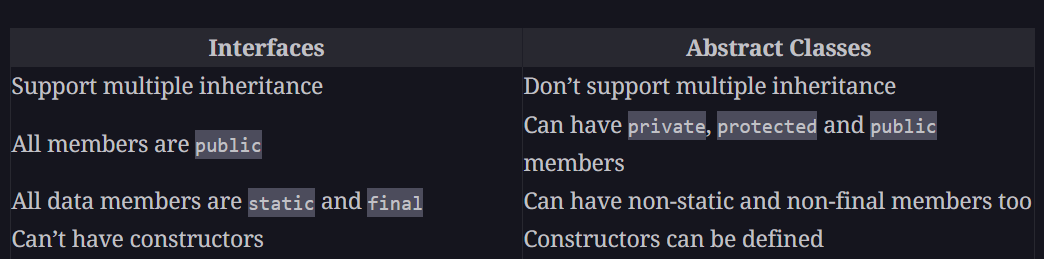 Interfaces Abstract Classes
Support multiple inheritance Don’t support multiple inheritance
All members are public Can have private, protected and public
members
All data members are static and final Can have non-static and non-final members too
Can’t have constructors Constructors can be defined